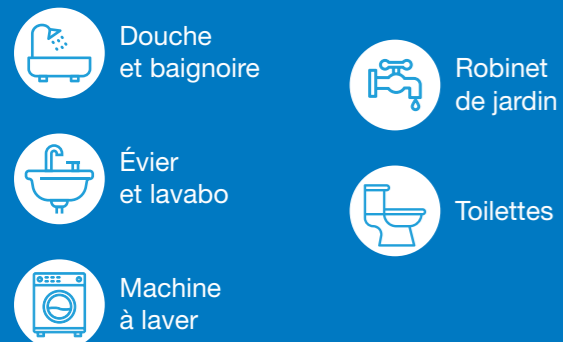 Douche
et baignoire
Évier
et lavabo
Machine
à laver
Robinet
de jardin
Toilettes